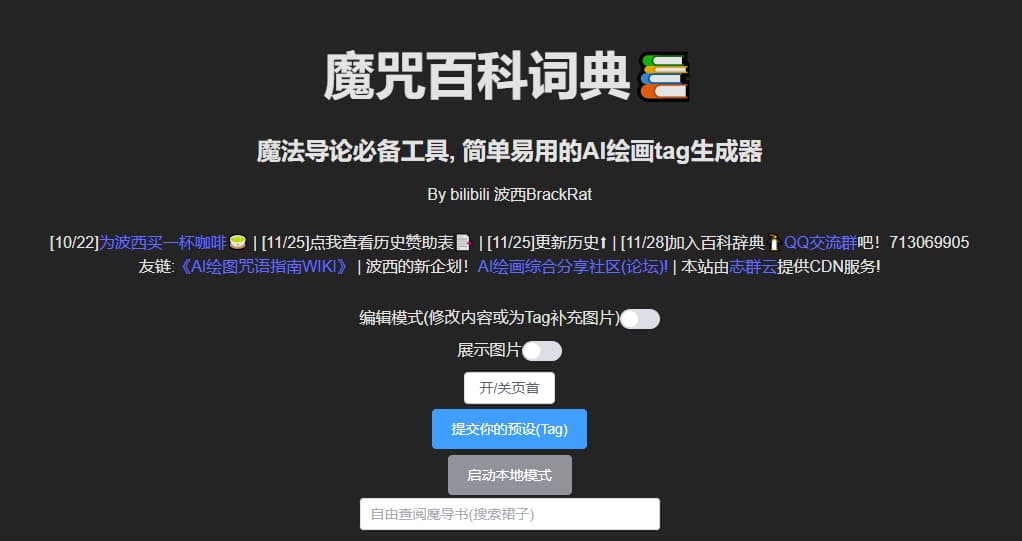 魔咒百科词典
魔法导论必备工具, 简单易用的AI绘画tag生成器
By bilibili 波西BrackRat
[10/22]为波西买一杯咖啡🍵 | [11/25]点我查看历史赞助表📝 | [11/25]更新历史⬆ | [11/28]加入百科辞典🐧QQ交流群吧！713069905
友链:《AI绘图咒语指南WIKI》 | 波西的新企划！AI绘画综合分享社区(论坛)! | 本站由志群云提供CDN服务!
编辑模式(修改内容或为Tag补充图片)
展示图片
开/关页首
提交你的预设(Tag)
启动本地模式
自由查阅魔导书(搜索裙子)